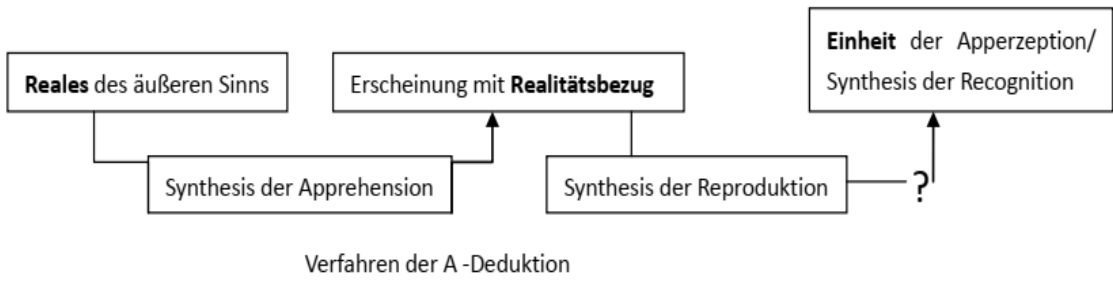 Reales des äußeren Sinns
Erscheinung mit Realitätsbezug
Einheit der Apperzeption/
Synthesis der Recognition
Synthesis der Apprehension
Synthesis der Reproduktion
?
Verfahren der A -Deduktion